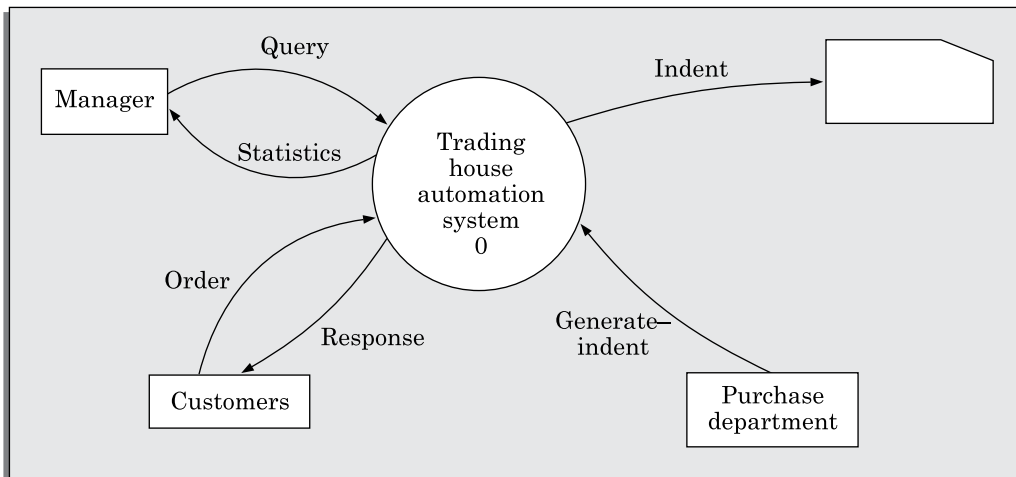 Query
Indent
Manager
Statistics
Trading
house
automation
system
0
Order
Response
Generate–
indent
Customers
Purchase
department